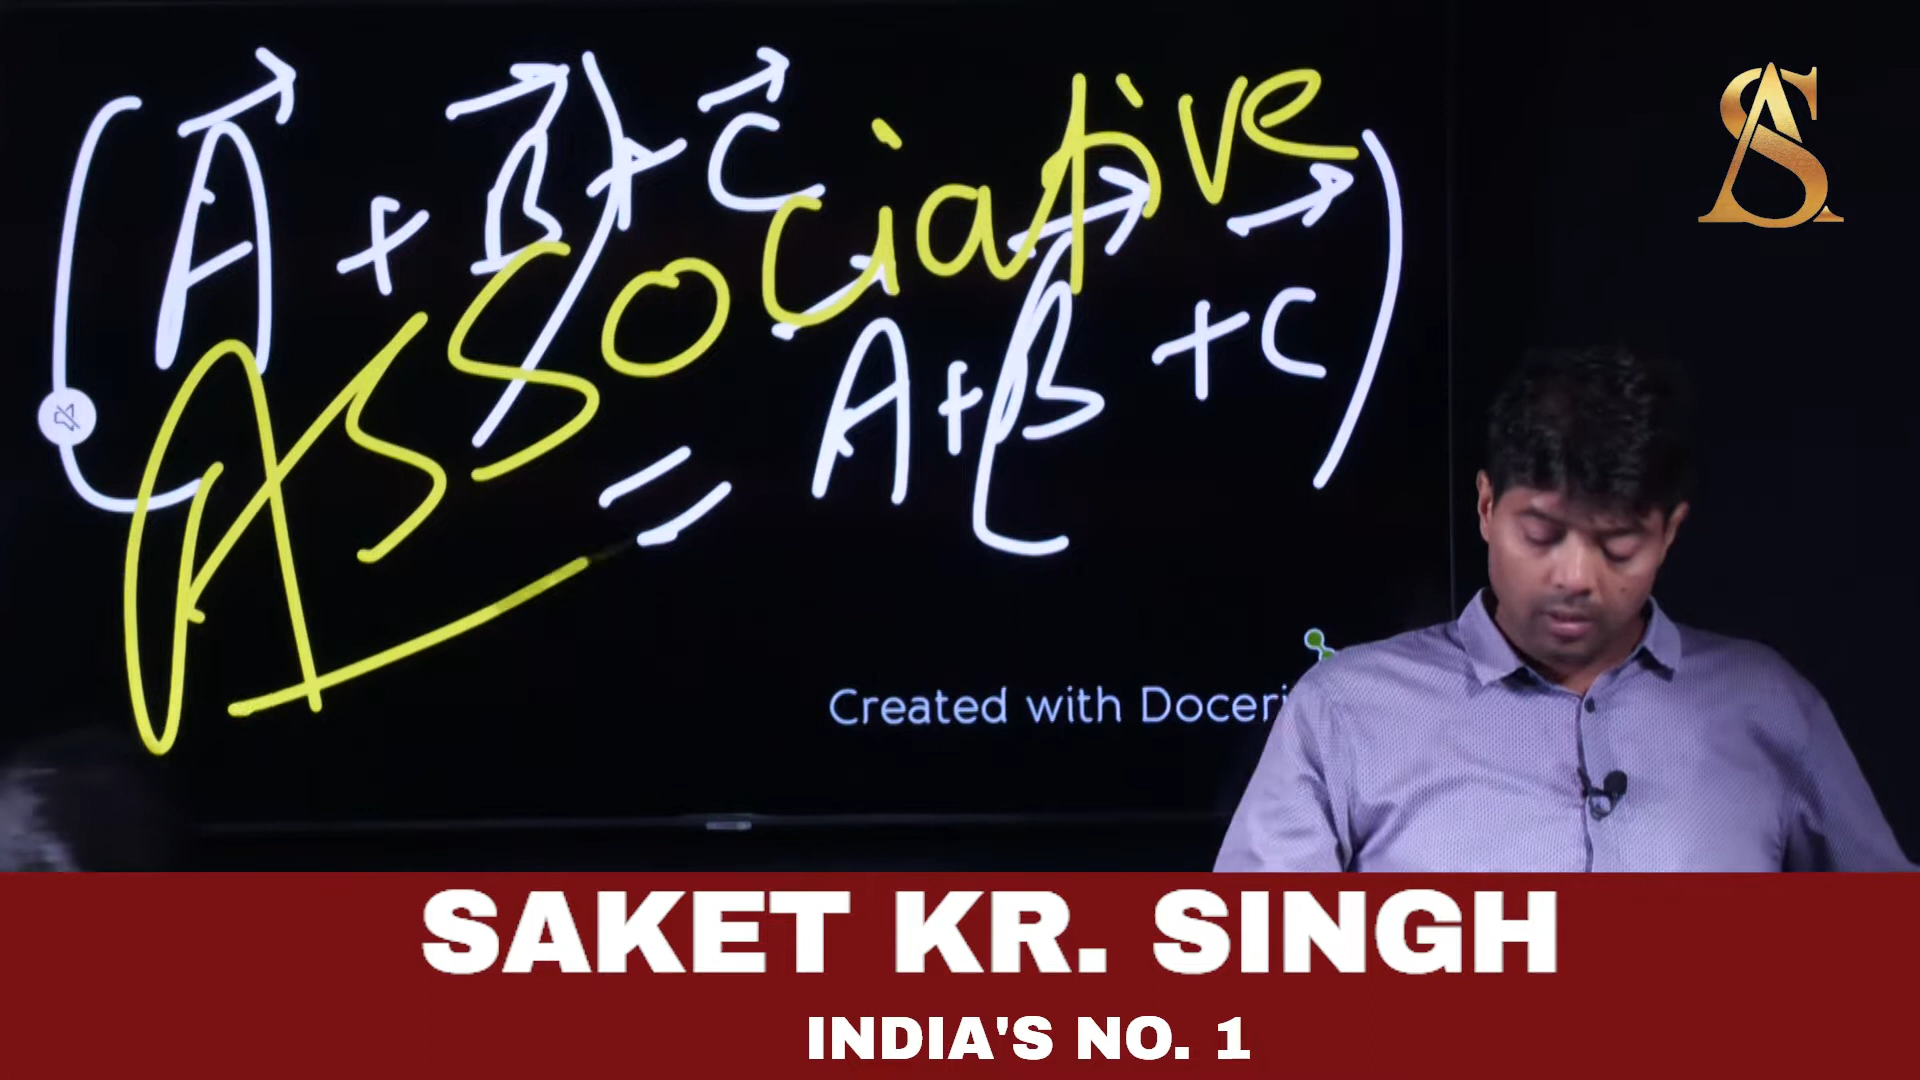 (A⃗ + B⃗) + C⃗
= A⃗ + (B⃗ + C⃗)
Associative
Created with Doceri
SAKET KR. SINGH
INDIA'S NO. 1